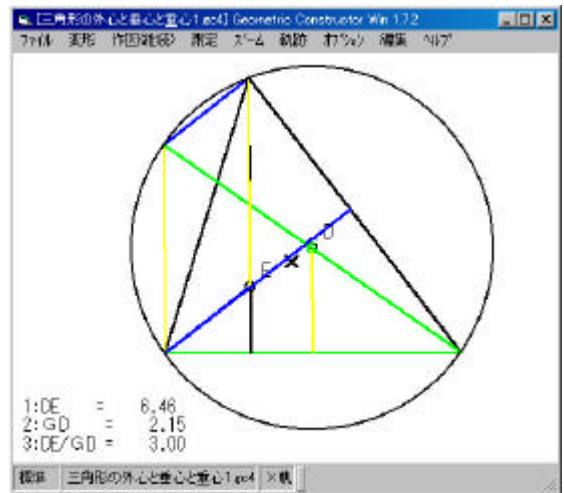 [三角形の外心と垂心と重心1.gc4] Geometric Constructor Win 1.7.2
ファイル 変形 作図(継続) 測定 ズーム 軌跡 オプション 編集 ヘルプ
D
E
1:DE = 6.46
2:GD = 2.15
3:DE/GD = 3.00
標準 三角形の外心と垂心と重心1.gc4 ×軌